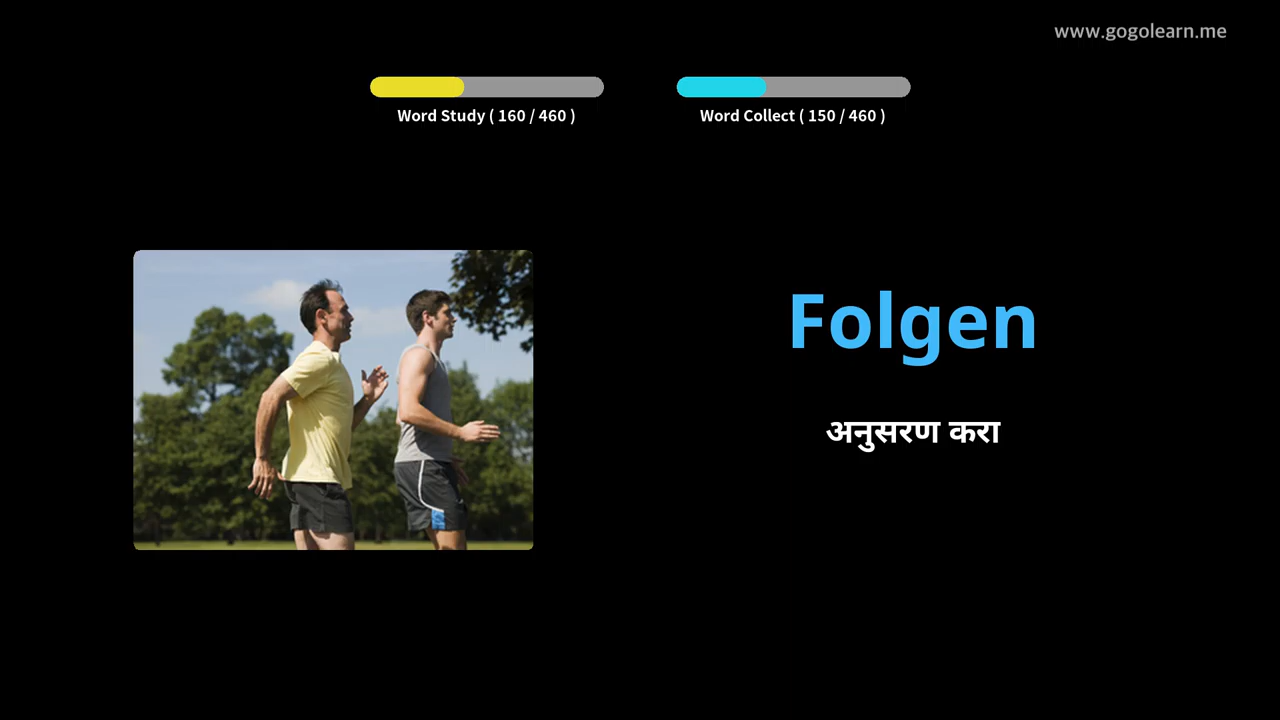 www.gogolearn.me
Word Study ( 160 / 460 )
Word Collect ( 150 / 460 )
Folgen
अनुसरण करा